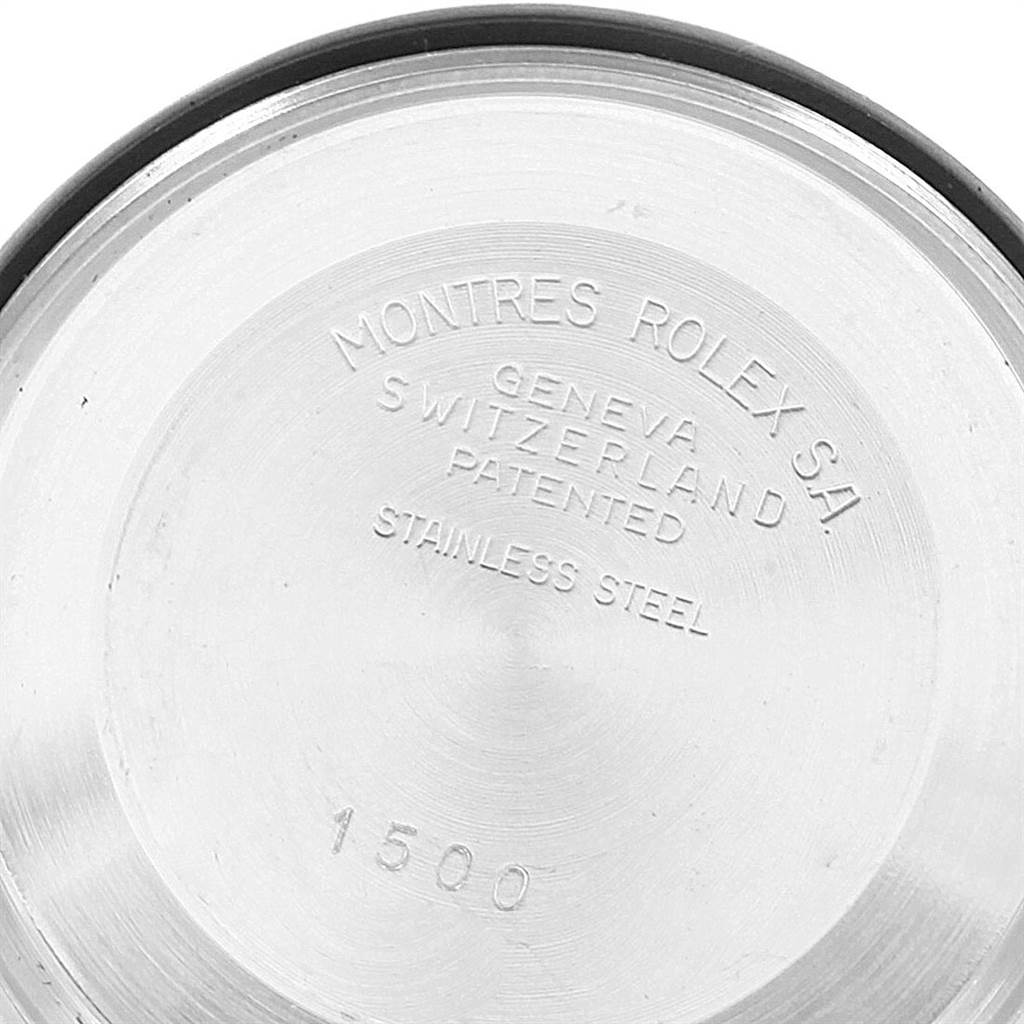 MONTRES ROLEX S.A.
GENEVA
SWITZERLAND
PATENTED
STAINLESS STEEL
1500